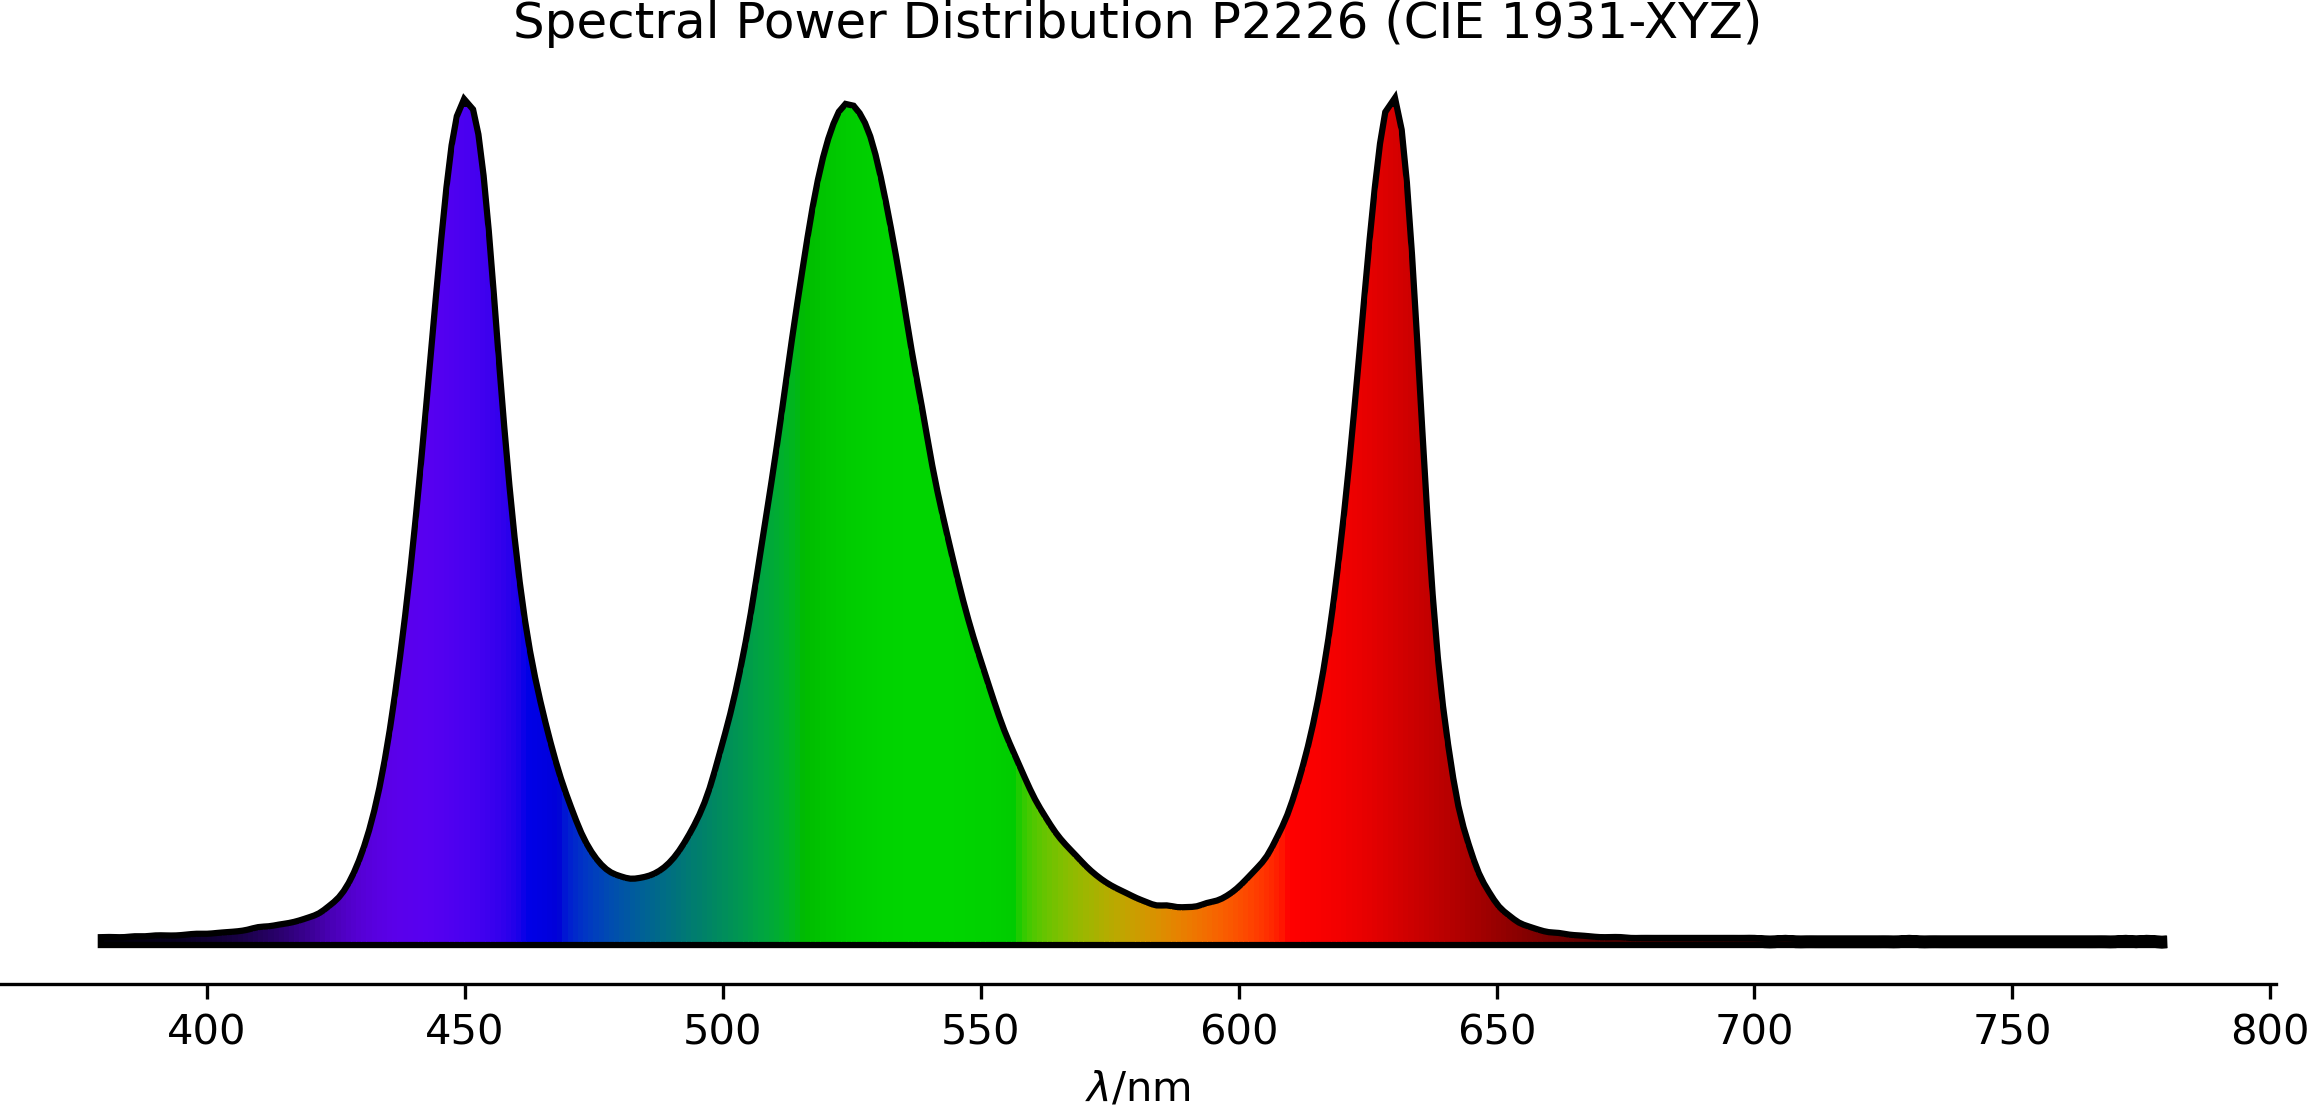 Spectral Power Distribution P2226 (CIE 1931-XYZ)
400 450 500 550 600 650 700 750 800
λ/nm